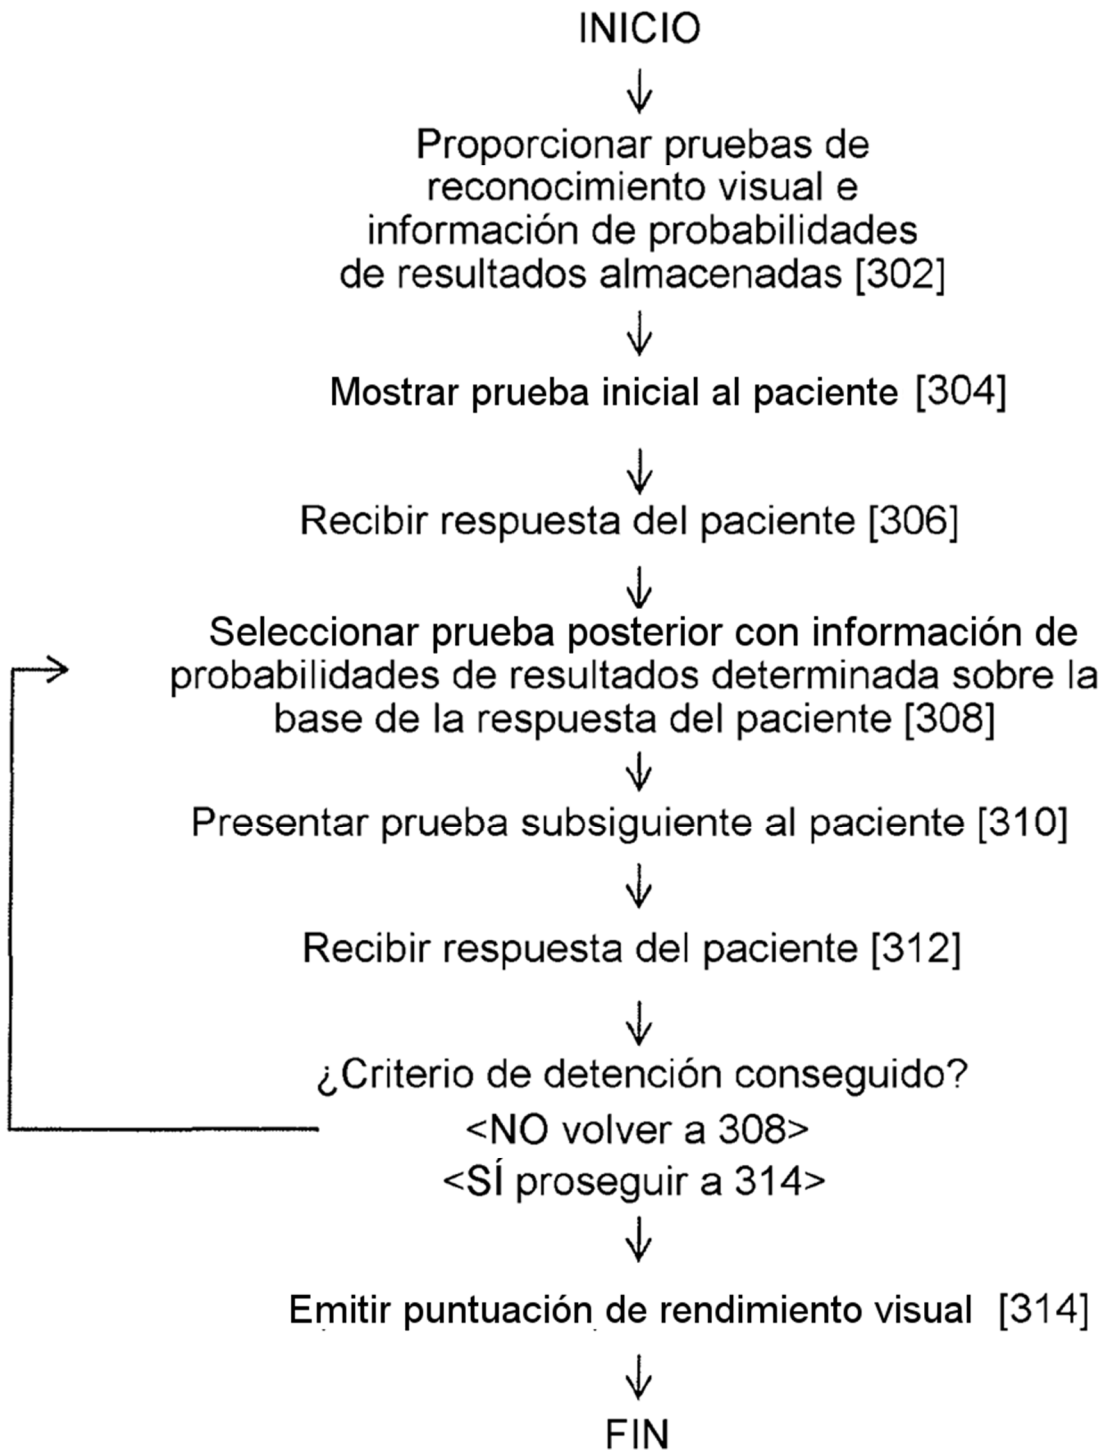 INICIO
Proporcionar pruebas de
reconocimiento visual e
información de probabilidades
de resultados almacenadas [302]
Mostrar prueba inicial al paciente [304]
Recibir respuesta del paciente [306]
Seleccionar prueba posterior con información de
probabilidades de resultados determinada sobre la
base de la respuesta del paciente [308]
Presentar prueba subsiguiente al paciente [310]
Recibir respuesta del paciente [312]
¿Criterio de detención conseguido?
<NO volver a 308>
<SÍ proseguir a 314>
Emitir puntuación de rendimiento visual [314]
FIN